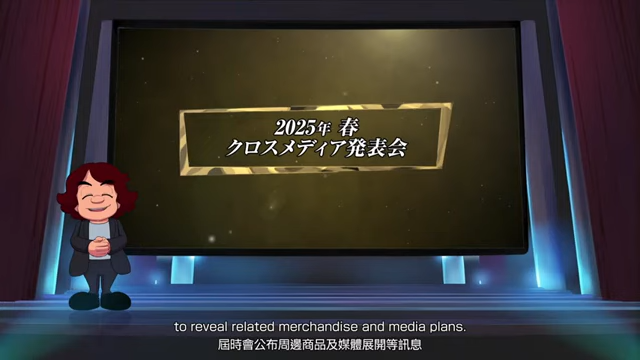 2025年 春
クロスメディア発表会
to reveal related merchandise and media plans.
屆時會公布周邊商品及媒體展開等訊息